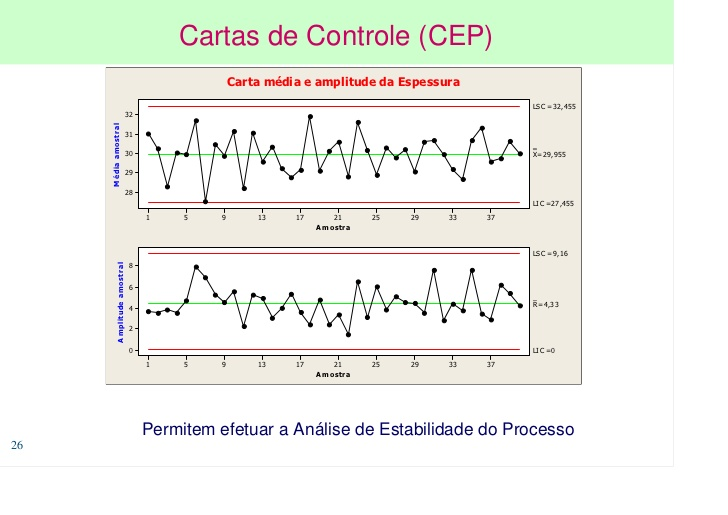 Cartas de Controle (CEP)
Carta média e amplitude da Espessura
Média amostral
32
31
30
29
28
LSC =32,455
X=29,955
LIC =27,455
1 5 9 13 17 21 25 29 33 37
Amostra
Amplitude amostral
8
6
4
2
0
LSC =9,16
R=4,33
LIC =0
1 5 9 13 17 21 25 29 33 37
Amostra
Permitem efetuar a Análise de Estabilidade do Processo
26